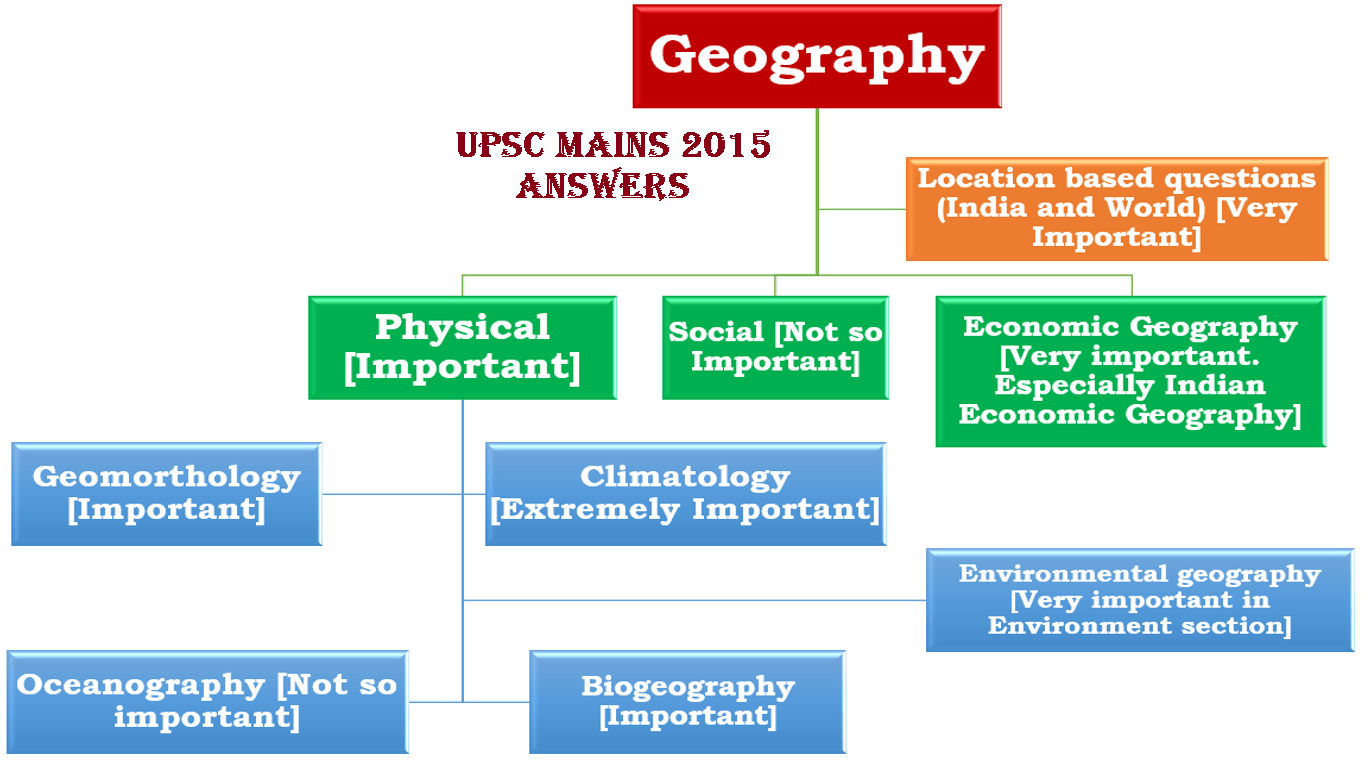 Geography
UPSC MAINS 2015
ANSWERS
Location based questions
(India and World) [Very
Important]
Physical
[Important]
Social [Not so
Important]
Economic Geography
[Very important.
Especially Indian
Economic Geography]
Geomorthology
[Important]
Climatology
[Extremely Important]
Environmental geography
[Very important in
Environment section]
Oceanography [Not so
important]
Biogeography
[Important]